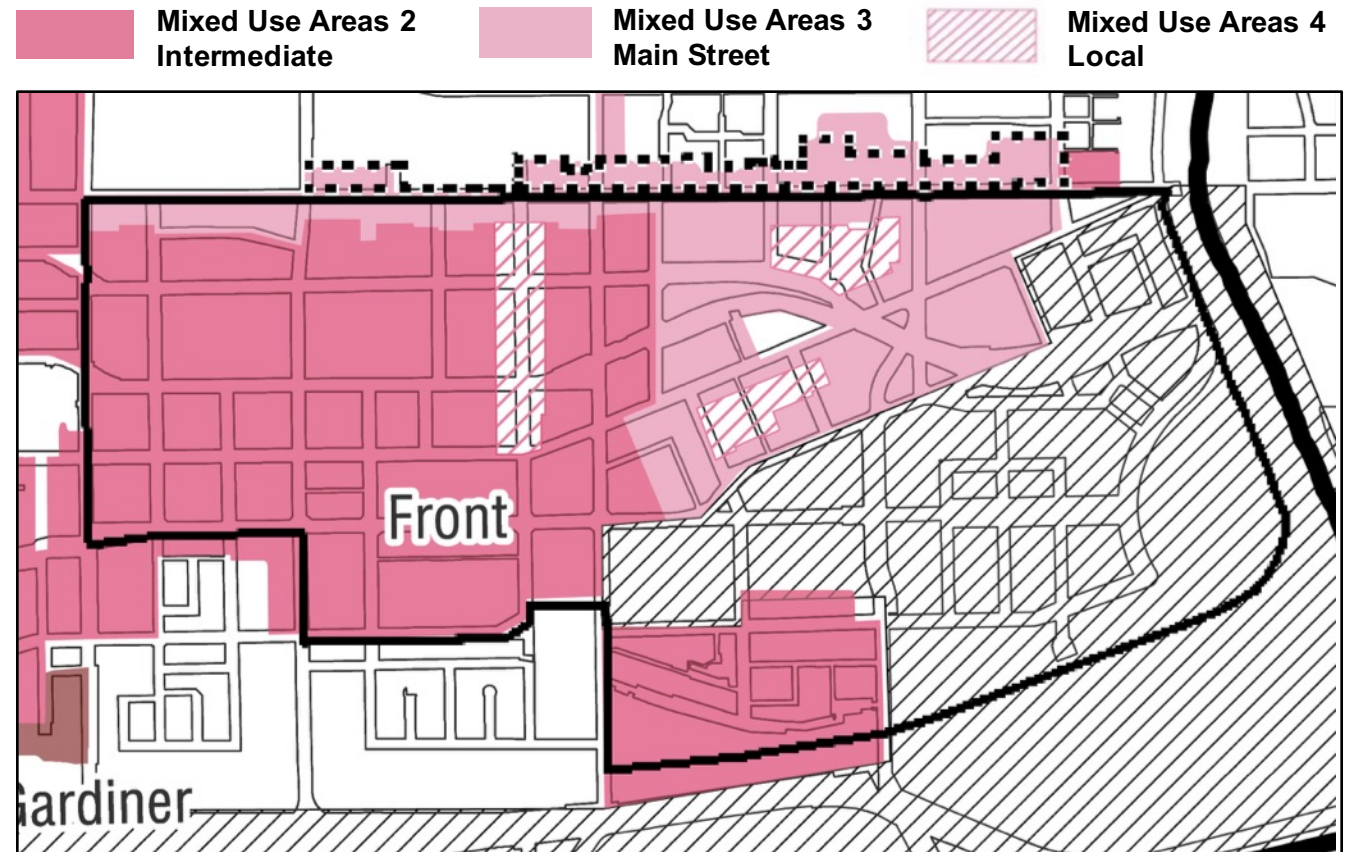 Mixed Use Areas 2
Intermediate
Mixed Use Areas 3
Main Street
Mixed Use Areas 4
Local
Front
Gardiner